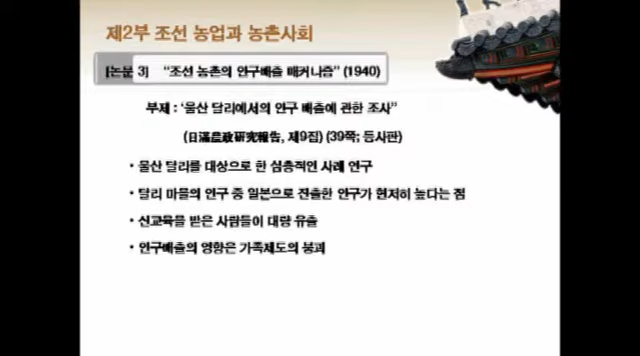 제2부 조선 농업과 농촌사회
[논문 3] “조선 농촌의 인구배출 메커니즘” (1940)
부제 : ‘울산 달리에서의 인구 배출에 관한 조사”
(日滿農政硏究報告, 제9집) (39쪽; 등사판)
• 울산 달리를 대상으로 한 심층적인 사례 연구
• 달리 마을의 인구 중 일본으로 진출한 인구가 현저히 높다는 점
• 신교육을 받은 사람들이 대량 유출
• 인구배출의 영향은 가족제도의 붕괴